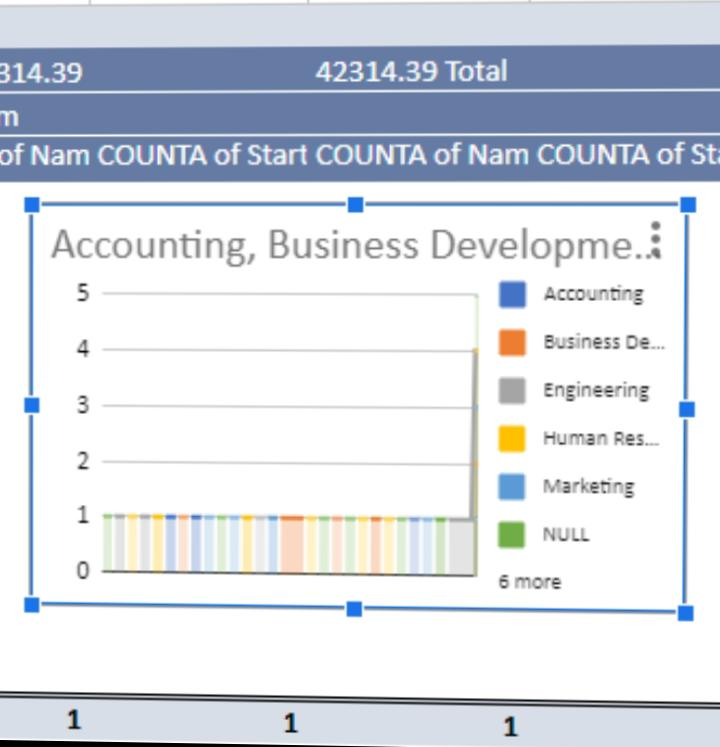 314.39 42314.39 Total
m
of Nam COUNTA of Start COUNTA of Nam COUNTA of Sta
Accounting, Business Developme...
5
4
3
2
1
0
Accounting
Business De...
Engineering
Human Res...
Marketing
NULL
6 more
1 1 1